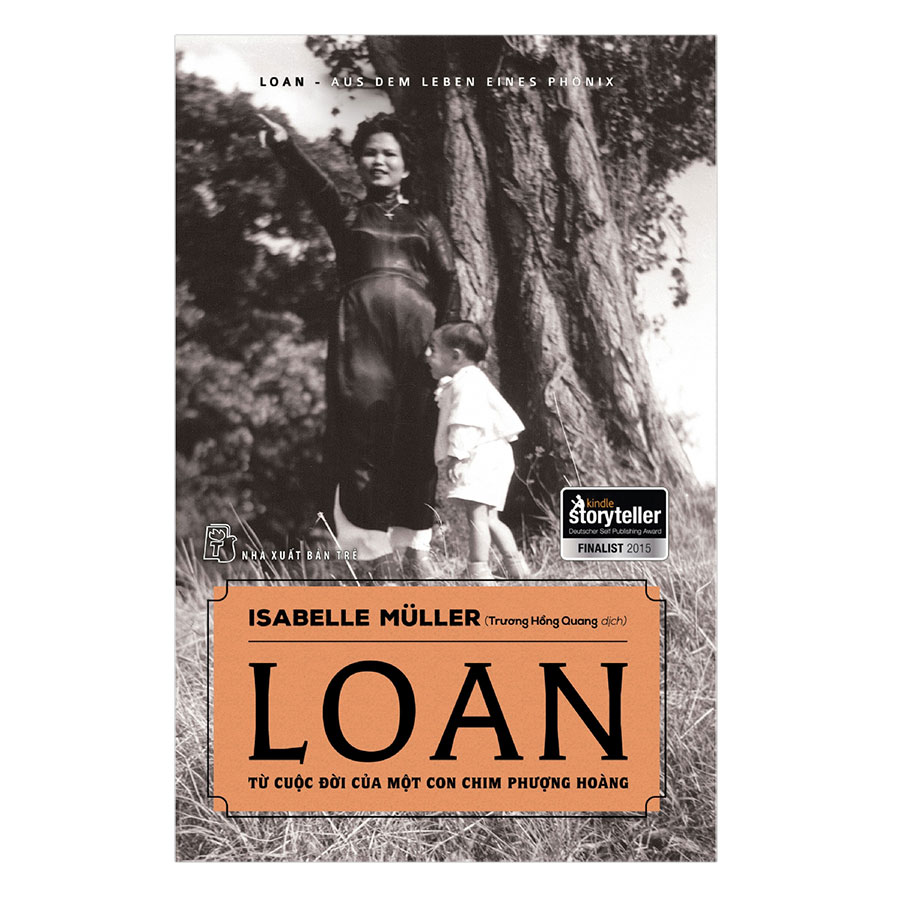 LOAN - AUS DEM LEBEN EINES PHÖNIX
kindle
storyteller
Deutscher Self Publishing Award
FINALIST 2015
NHÀ XUẤT BẢN TRẺ
ISABELLE MÜLLER (Trương Hồng Quang dịch)
LOAN
TỪ CUỘC ĐỜI CỦA MỘT CON CHIM PHƯỢNG HOÀNG